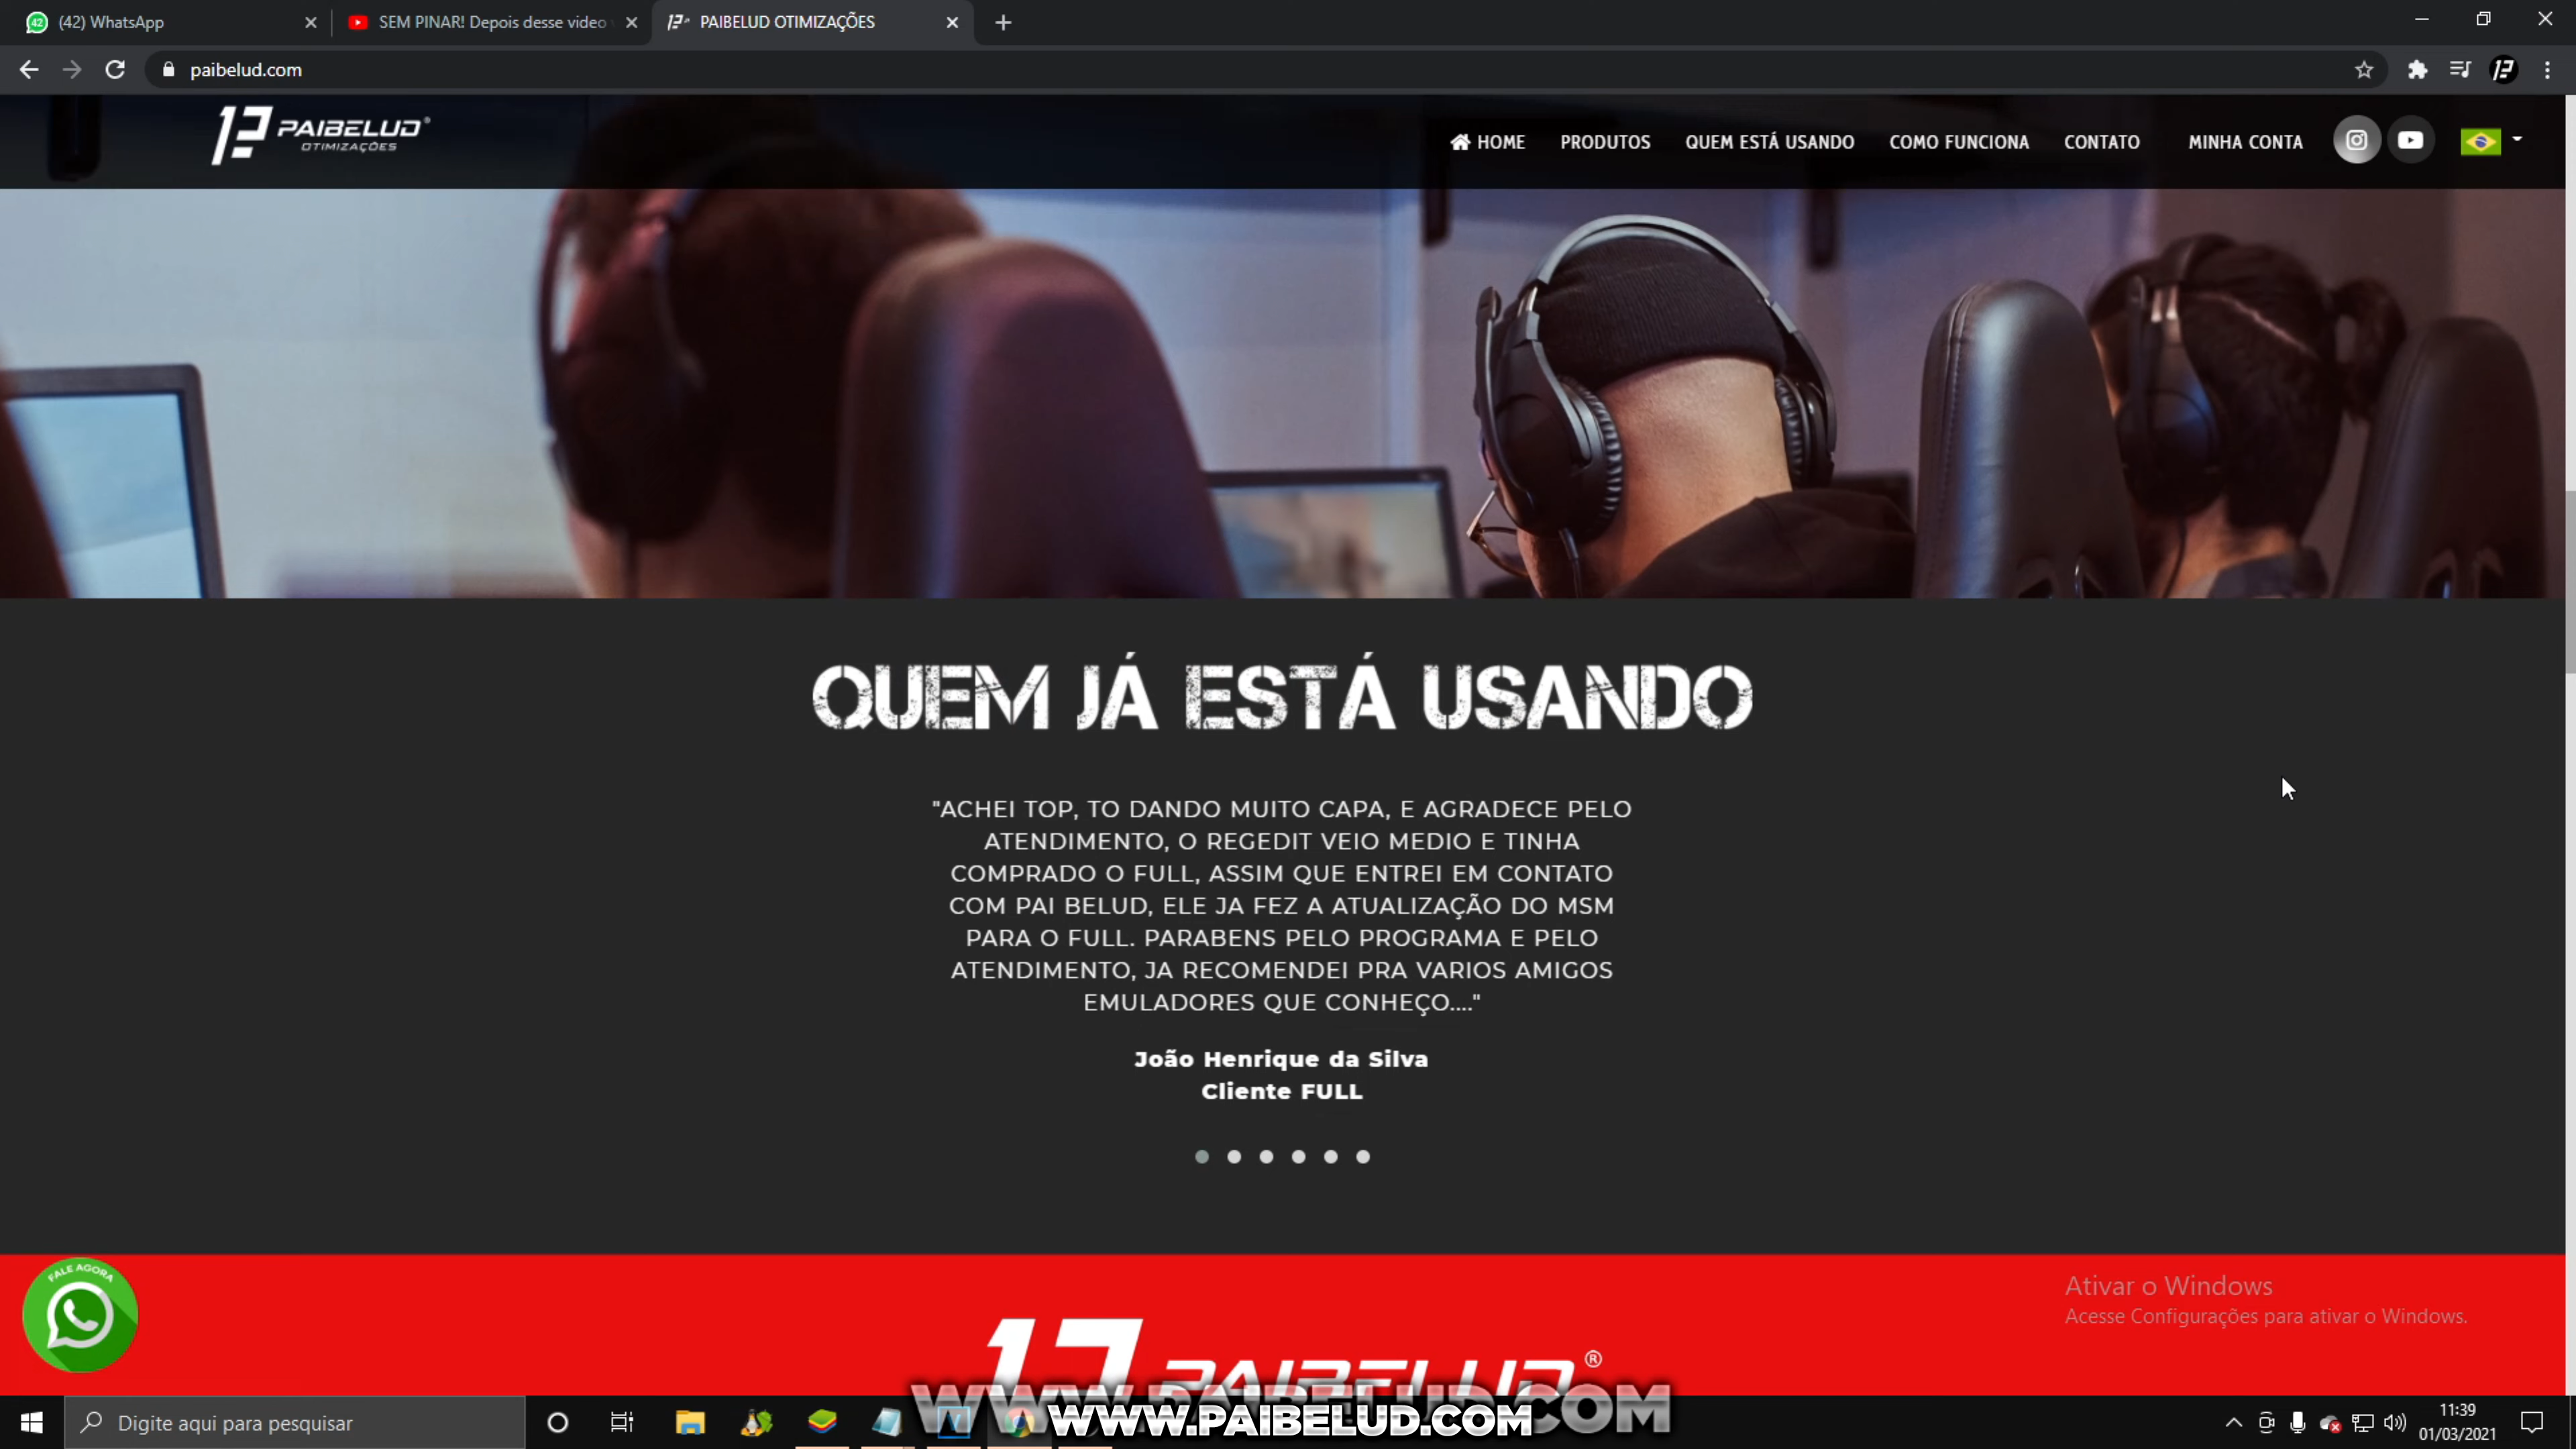 (42) WhatsApp
SEM PINAR! Depois desse video
PAIBELUD OTIMIZAÇÕES
paibelud.com
PAIBELUD®
OTIMIZAÇÕES
HOME
PRODUTOS
QUEM ESTÁ USANDO
COMO FUNCIONA
CONTATO
MINHA CONTA
QUEM JÁ ESTÁ USANDO
"ACHEI TOP, TO DANDO MUITO CAPA, E AGRADECE PELO
ATENDIMENTO, O REGEDIT VEIO MEDIO E TINHA
COMPRADO O FULL, ASSIM QUE ENTREI EM CONTATO
COM PAI BELUD, ELE JA FEZ A ATUALIZAÇÃO DO MSM
PARA O FULL. PARABENS PELO PROGRAMA E PELO
ATENDIMENTO, JA RECOMENDEI PRA VARIOS AMIGOS
EMULADORES QUE CONHEÇO...."
João Henrique da Silva
Cliente FULL
FALE AGORA
Ativar o Windows
Acesse Configurações para ativar o Windows.
PAIBELUD®
WWW.PAIBELUD.COM
WWW.PAIBELUD.COM
Digite aqui para pesquisar
11:39
01/03/2021